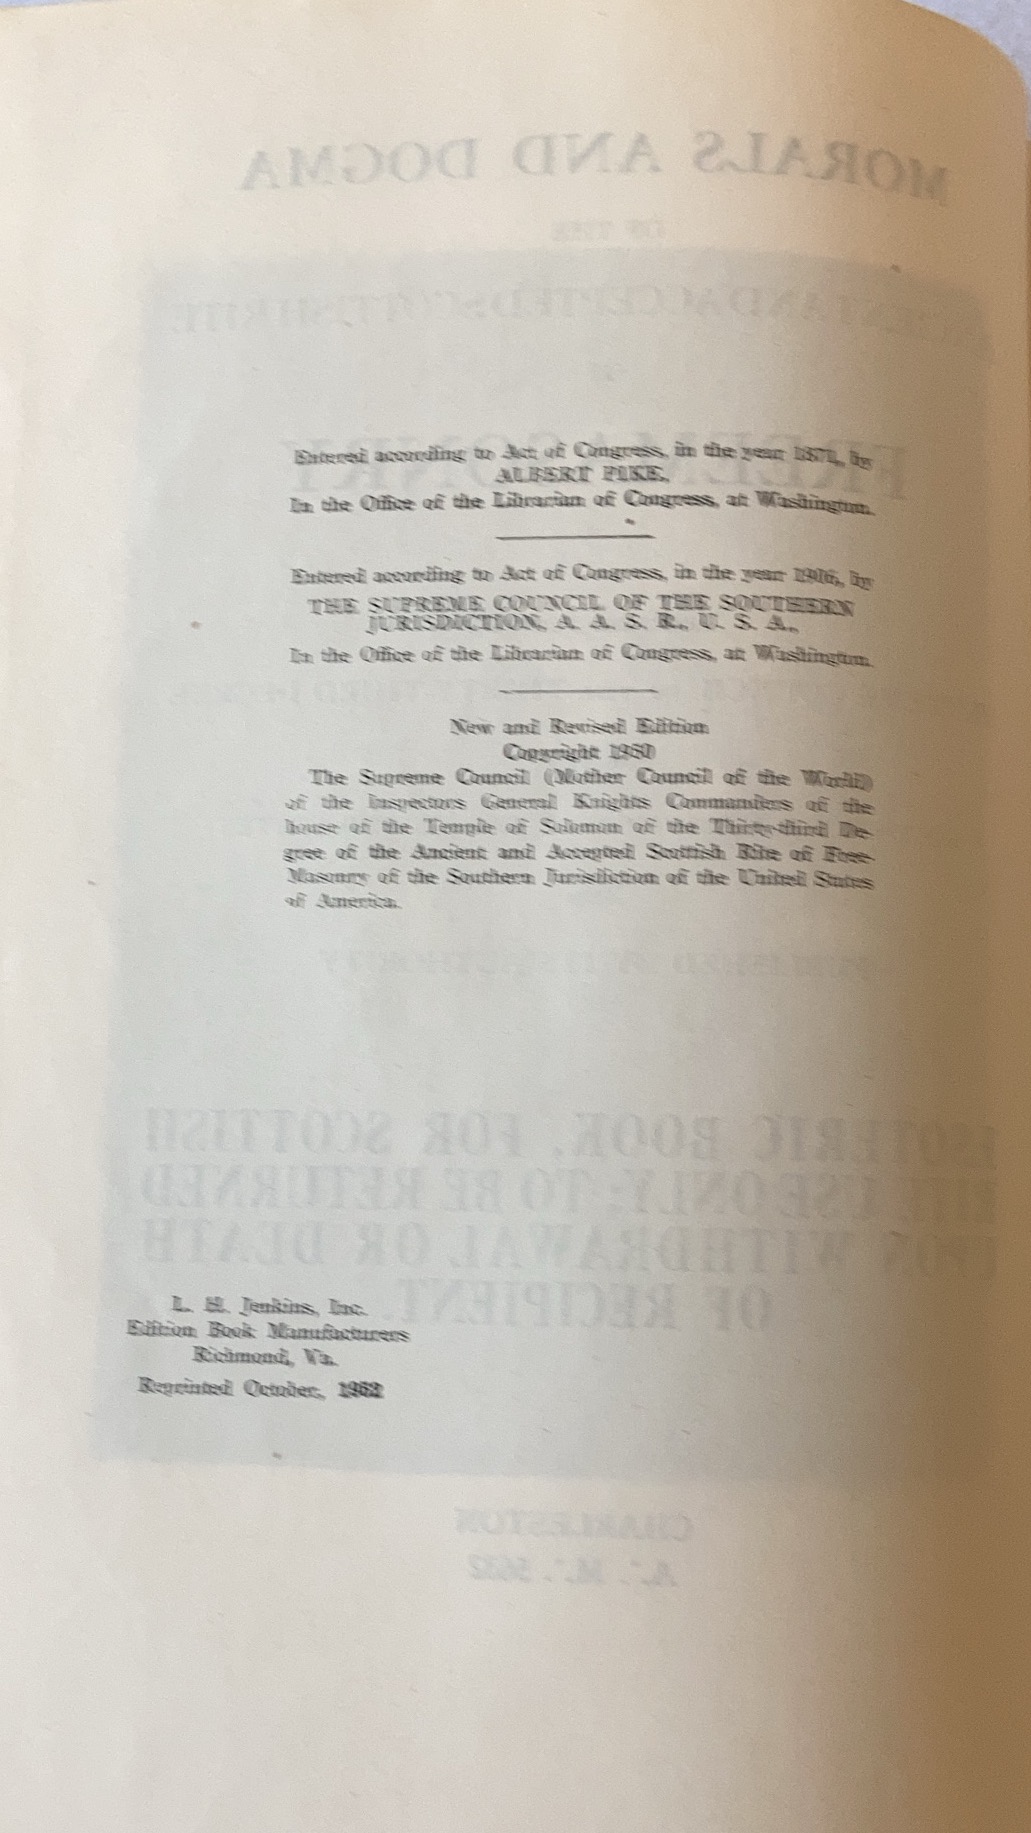 Entered according to Act of Congress, in the year 1871, by
ALBERT PIKE,
In the Office of the Librarian of Congress, at Washington.
Entered according to Act of Congress, in the year 1906, by
THE SUPREME COUNCIL OF THE SOUTHERN
JURISDICTION, A. A. S. R., U. S. A.,
In the Office of the Librarian of Congress, at Washington.
New and Revised Edition
Copyright 1950
The Supreme Council (Mother Council of the World)
of the Inspectors General Knights Commanders of the
house of the Temple of Solomon of the Thirty-third De-
gree of the Ancient and Accepted Scottish Rite of Free-
Masonry of the Southern Jurisdiction of the United States
of America.
L. H. Jenkins, Inc.
Edition Book Manufacturers
Richmond, Va.
Reprinted October,